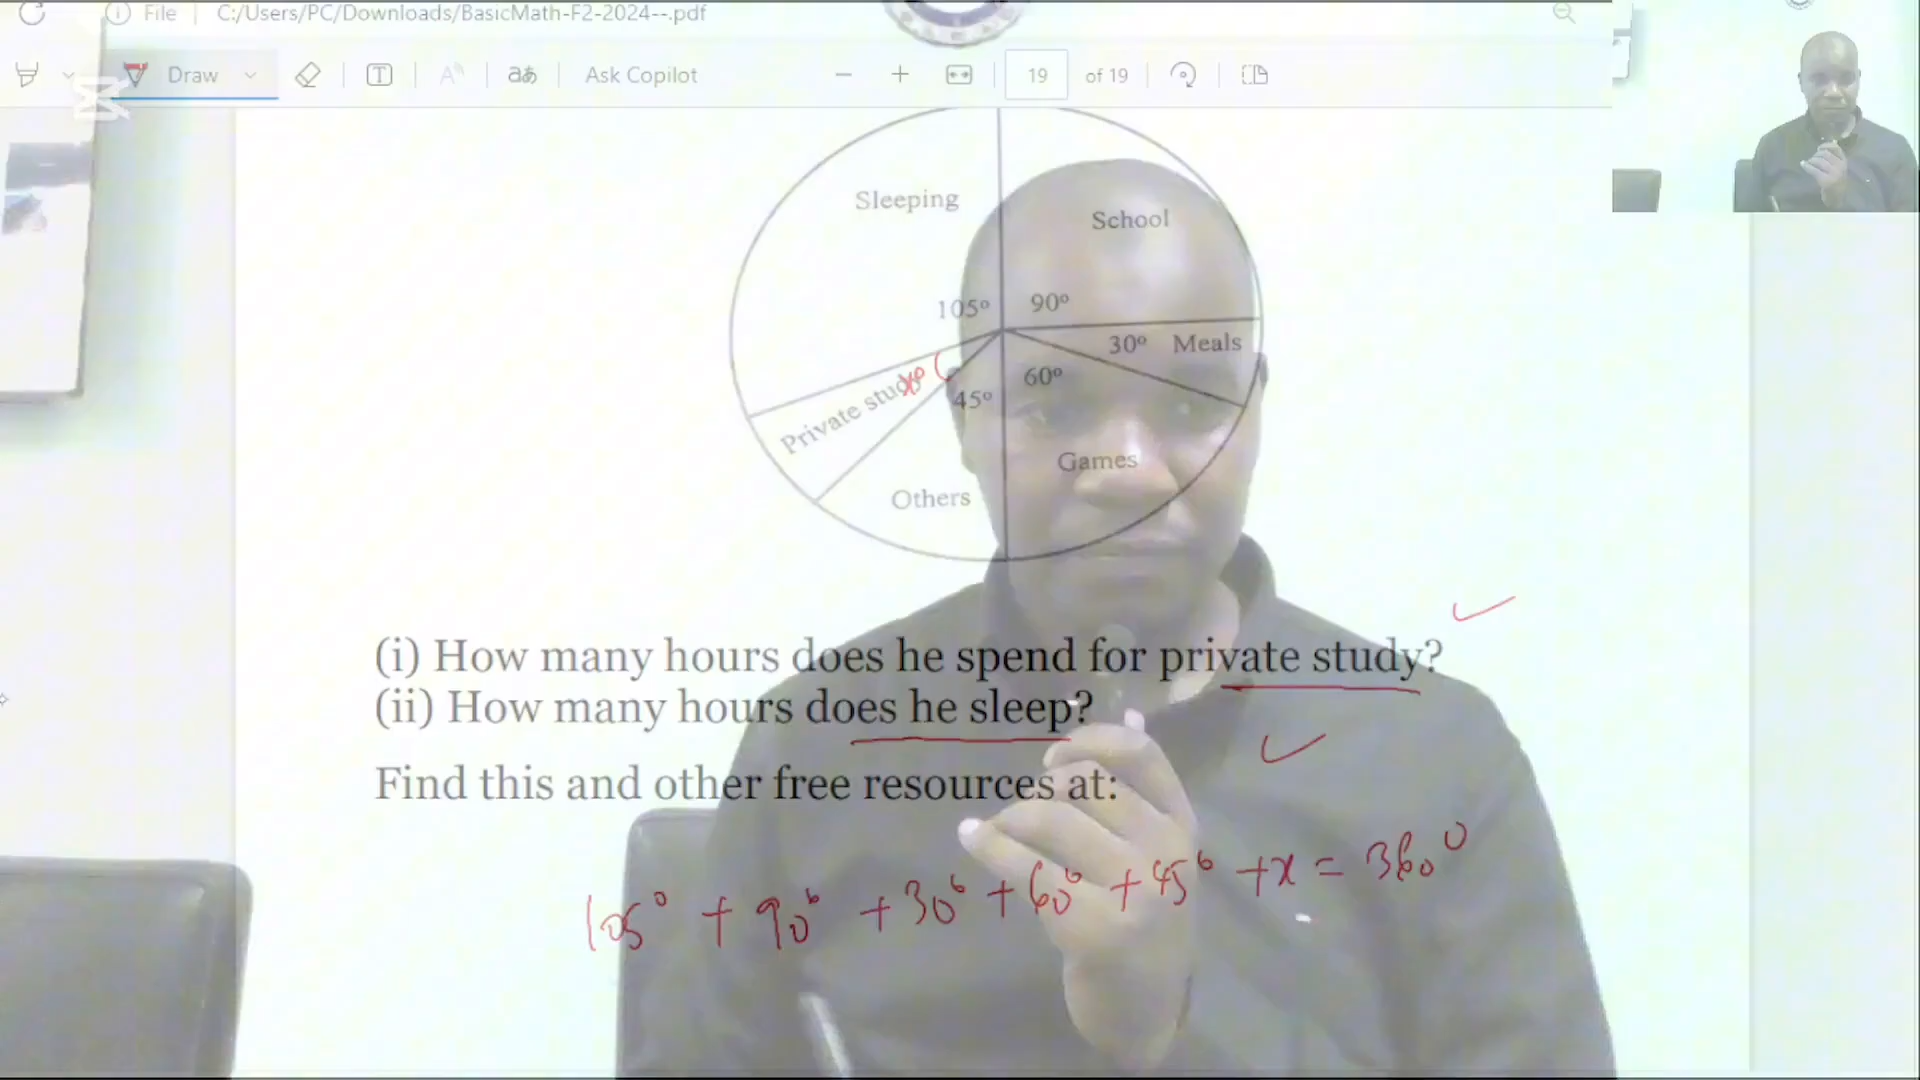 File C:/Users/PC/Downloads/BasicMath-F2-2024--.pdf
Draw Ask Copilot 19 of 19
Sleeping
School
105° 90°
30° Meals
60°
x°
Private study
45°
Games
Others
(i) How many hours does he spend for private study?
(ii) How many hours does he sleep?
Find this and other free resources at:
105° + 90° + 30° + 60° + 45° + x = 360°